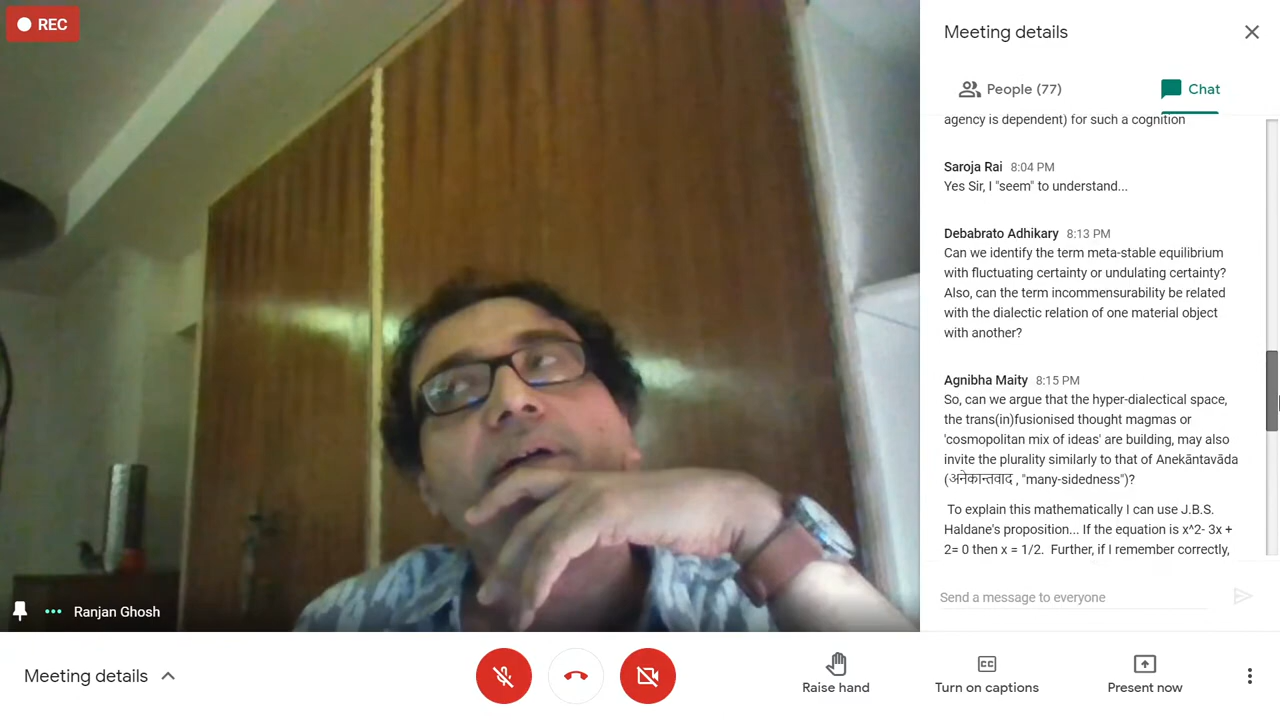 REC
Meeting details
People (77)
Chat
agency is dependent) for such a cognition
Saroja Rai 8:04 PM
Yes Sir, I "seem" to understand...
Debabrato Adhikary 8:13 PM
Can we identify the term meta-stable equilibrium
with fluctuating certainty or undulating certainty?
Also, can the term incommensurability be related
with the dialectic relation of one material object
with another?
Agnibha Maity 8:15 PM
So, can we argue that the hyper-dialectical space,
the trans(in)fusionised thought magmas or
'cosmopolitan mix of ideas' are building, may also
invite the plurality similarly to that of Anekāntavāda
(अनेकान्तवाद , "many-sidedness")?
To explain this mathematically I can use J.B.S.
Haldane's proposition... If the equation is x^2- 3x +
2= 0 then x = 1/2. Further, if I remember correctly,
Send a message to everyone
Ranjan Ghosh
Meeting details
Raise hand
Turn on captions
Present now